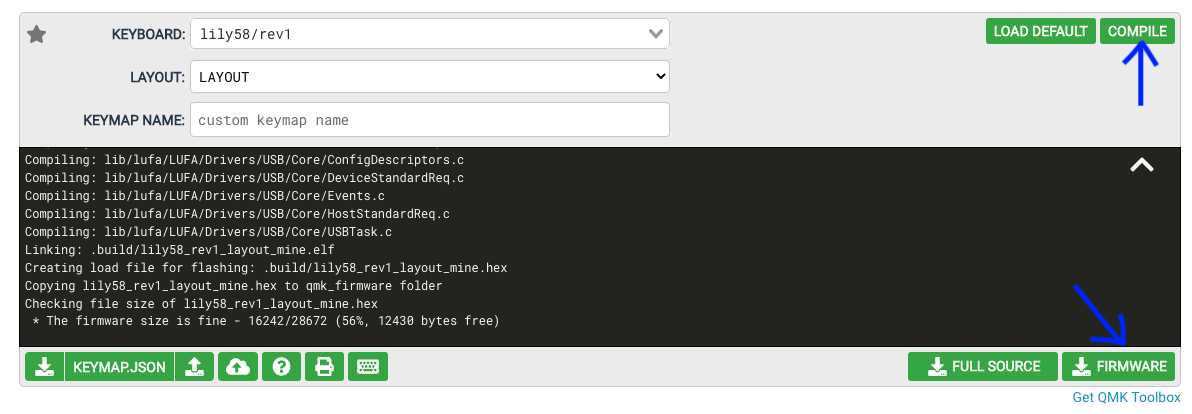 KEYBOARD: lily58/rev1 LOAD DEFAULT COMPILE
LAYOUT: LAYOUT
KEYMAP NAME: custom keymap name
Compiling: lib/lufa/LUFA/Drivers/USB/Core/ConfigDescriptors.c
Compiling: lib/lufa/LUFA/Drivers/USB/Core/DeviceStandardReq.c
Compiling: lib/lufa/LUFA/Drivers/USB/Core/Events.c
Compiling: lib/lufa/LUFA/Drivers/USB/Core/HostStandardReq.c
Compiling: lib/lufa/LUFA/Drivers/USB/Core/USBTask.c
Linking: .build/lily58_rev1_layout_mine.elf
Creating load file for flashing: .build/lily58_rev1_layout_mine.hex
Copying lily58_rev1_layout_mine.hex to qmk_firmware folder
Checking file size of lily58_rev1_layout_mine.hex
* The firmware size is fine - 16242/28672 (56%, 12430 bytes free)
KEYMAP.JSON ? FULL SOURCE FIRMWARE
Get QMK Toolbox